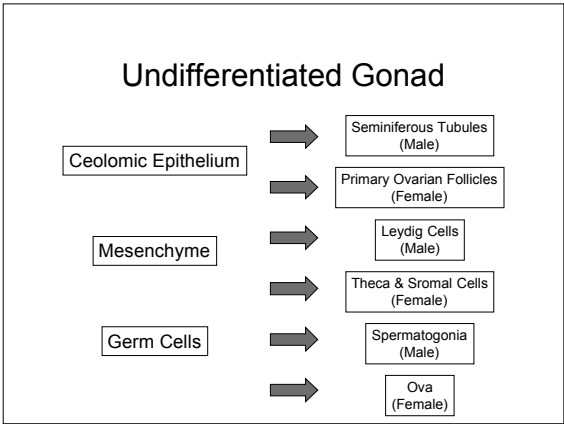 Undifferentiated Gonad
Ceolomic Epithelium
Seminiferous Tubules
(Male)
Primary Ovarian Follicles
(Female)
Mesenchyme
Leydig Cells
(Male)
Theca & Sromal Cells
(Female)
Germ Cells
Spermatogonia
(Male)
Ova
(Female)